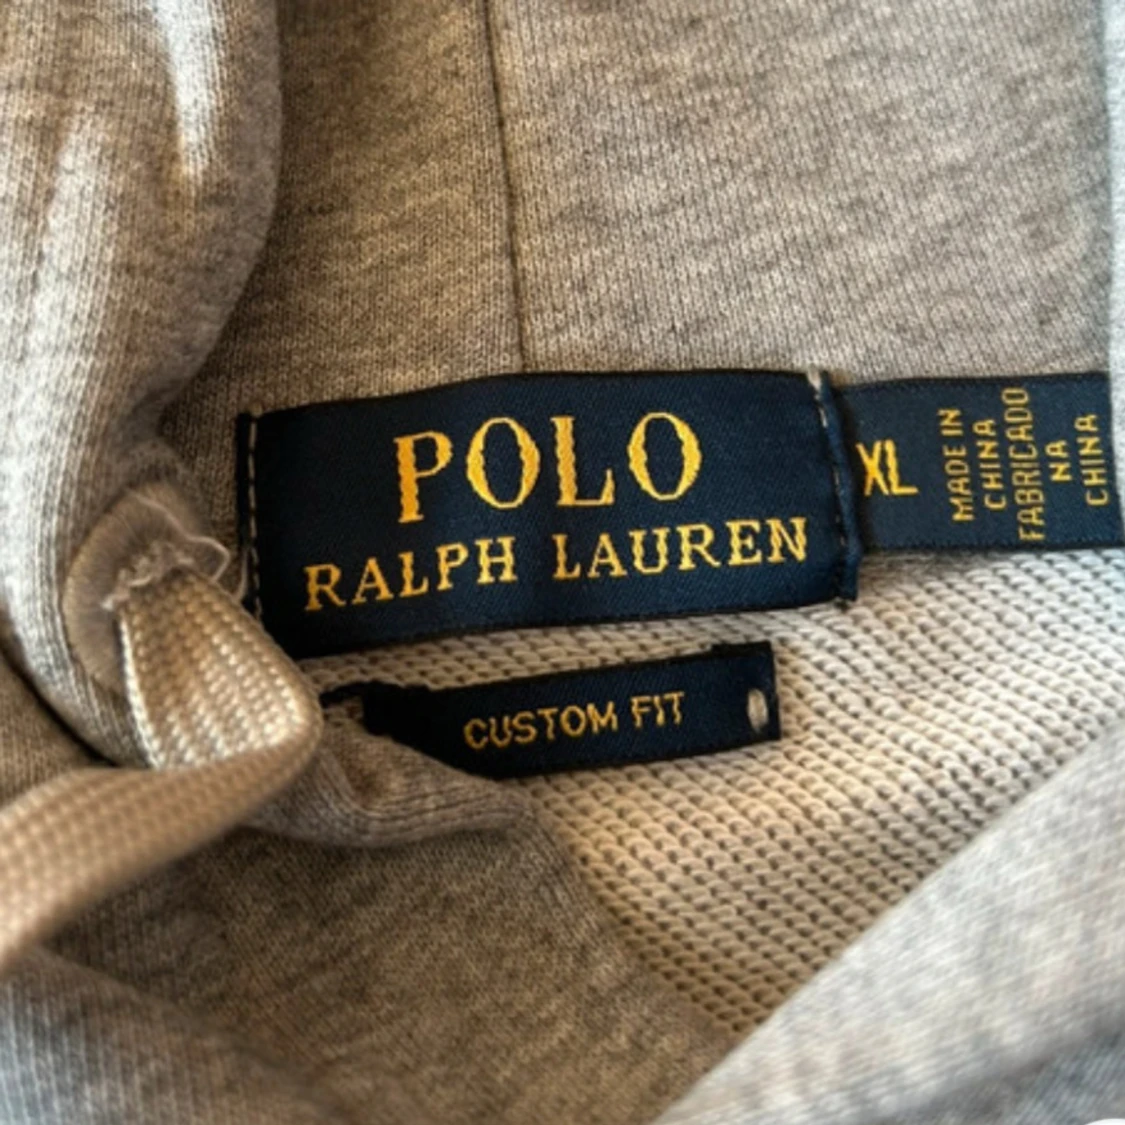 POLO
RALPH LAUREN
XL
MADE IN
CHINA
FABRICADO
NA
CHINA
CUSTOM FIT